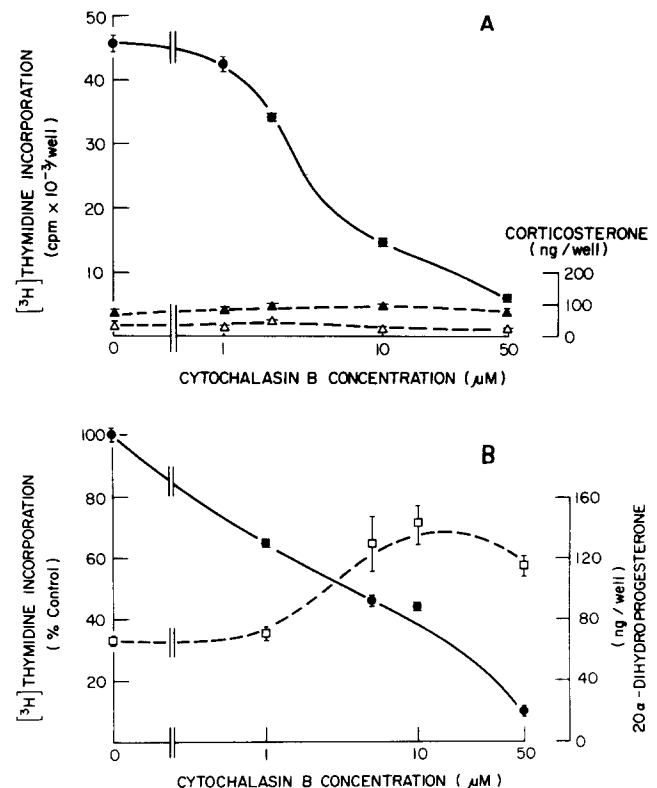 A
50
40
30
20
10
[³H] THYMIDINE INCORPORATION
(cpm x 10⁻³/well)
CORTICOSTERONE
(ng/well)
200
100
0
0
1
10
50
CYTOCHALASIN B CONCENTRATION (μM)
B
100
80
60
40
20
[³H] THYMIDINE INCORPORATION
(% Control)
160
120
80
40
0
(ng/well)
20α-DIHYDROPROGESTERONE
0
1
10
50
CYTOCHALASIN B CONCENTRATION (μM)